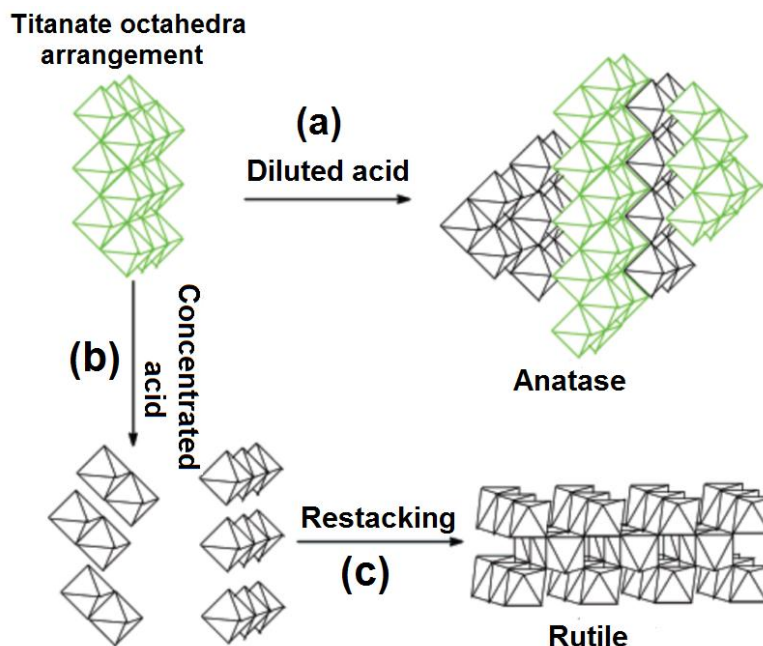 Titanate octahedra
arrangement
(a)
Diluted acid
Anatase
(b)
Concentrated
acid
Restacking
(c)
Rutile